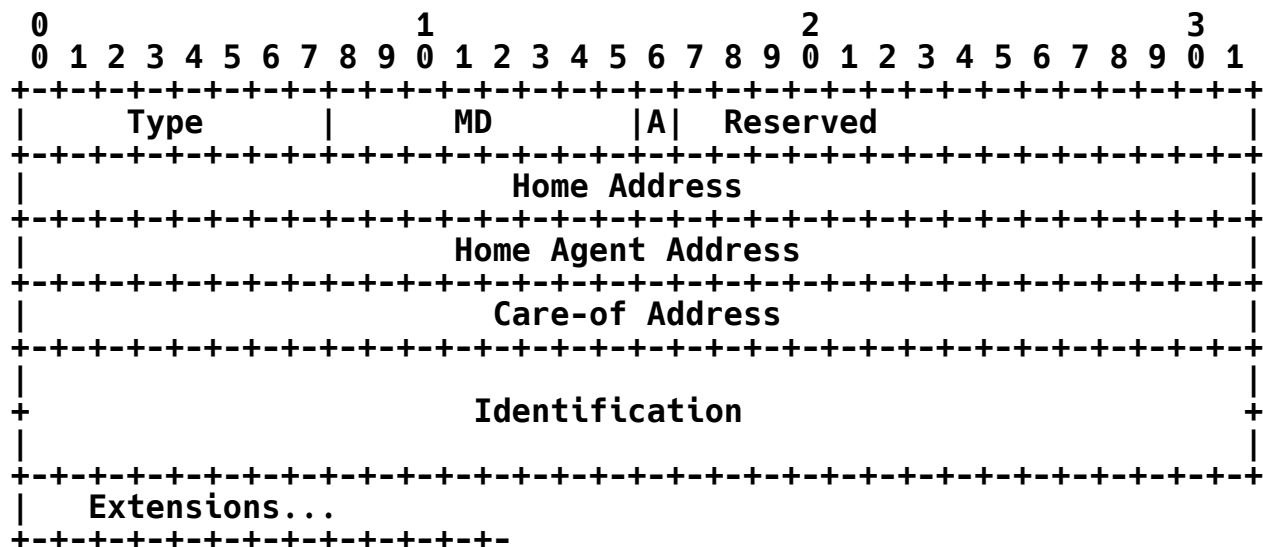 0                   1                   2                   3
 0 1 2 3 4 5 6 7 8 9 0 1 2 3 4 5 6 7 8 9 0 1 2 3 4 5 6 7 8 9 0 1
+-+-+-+-+-+-+-+-+-+-+-+-+-+-+-+-+-+-+-+-+-+-+-+-+-+-+-+-+-+-+-+-+
|     Type      |      MD       |A|  Reserved                   |
+-+-+-+-+-+-+-+-+-+-+-+-+-+-+-+-+-+-+-+-+-+-+-+-+-+-+-+-+-+-+-+-+
|                         Home Address                          |
+-+-+-+-+-+-+-+-+-+-+-+-+-+-+-+-+-+-+-+-+-+-+-+-+-+-+-+-+-+-+-+-+
|                      Home Agent Address                       |
+-+-+-+-+-+-+-+-+-+-+-+-+-+-+-+-+-+-+-+-+-+-+-+-+-+-+-+-+-+-+-+-+
|                        Care-of Address                        |
+-+-+-+-+-+-+-+-+-+-+-+-+-+-+-+-+-+-+-+-+-+-+-+-+-+-+-+-+-+-+-+-+
|                                                               |
+                       Identification                          +
|                                                               |
+-+-+-+-+-+-+-+-+-+-+-+-+-+-+-+-+-+-+-+-+-+-+-+-+-+-+-+-+-+-+-+-+
|   Extensions...
+-+-+-+-+-+-+-+-+-+-+-+-+-